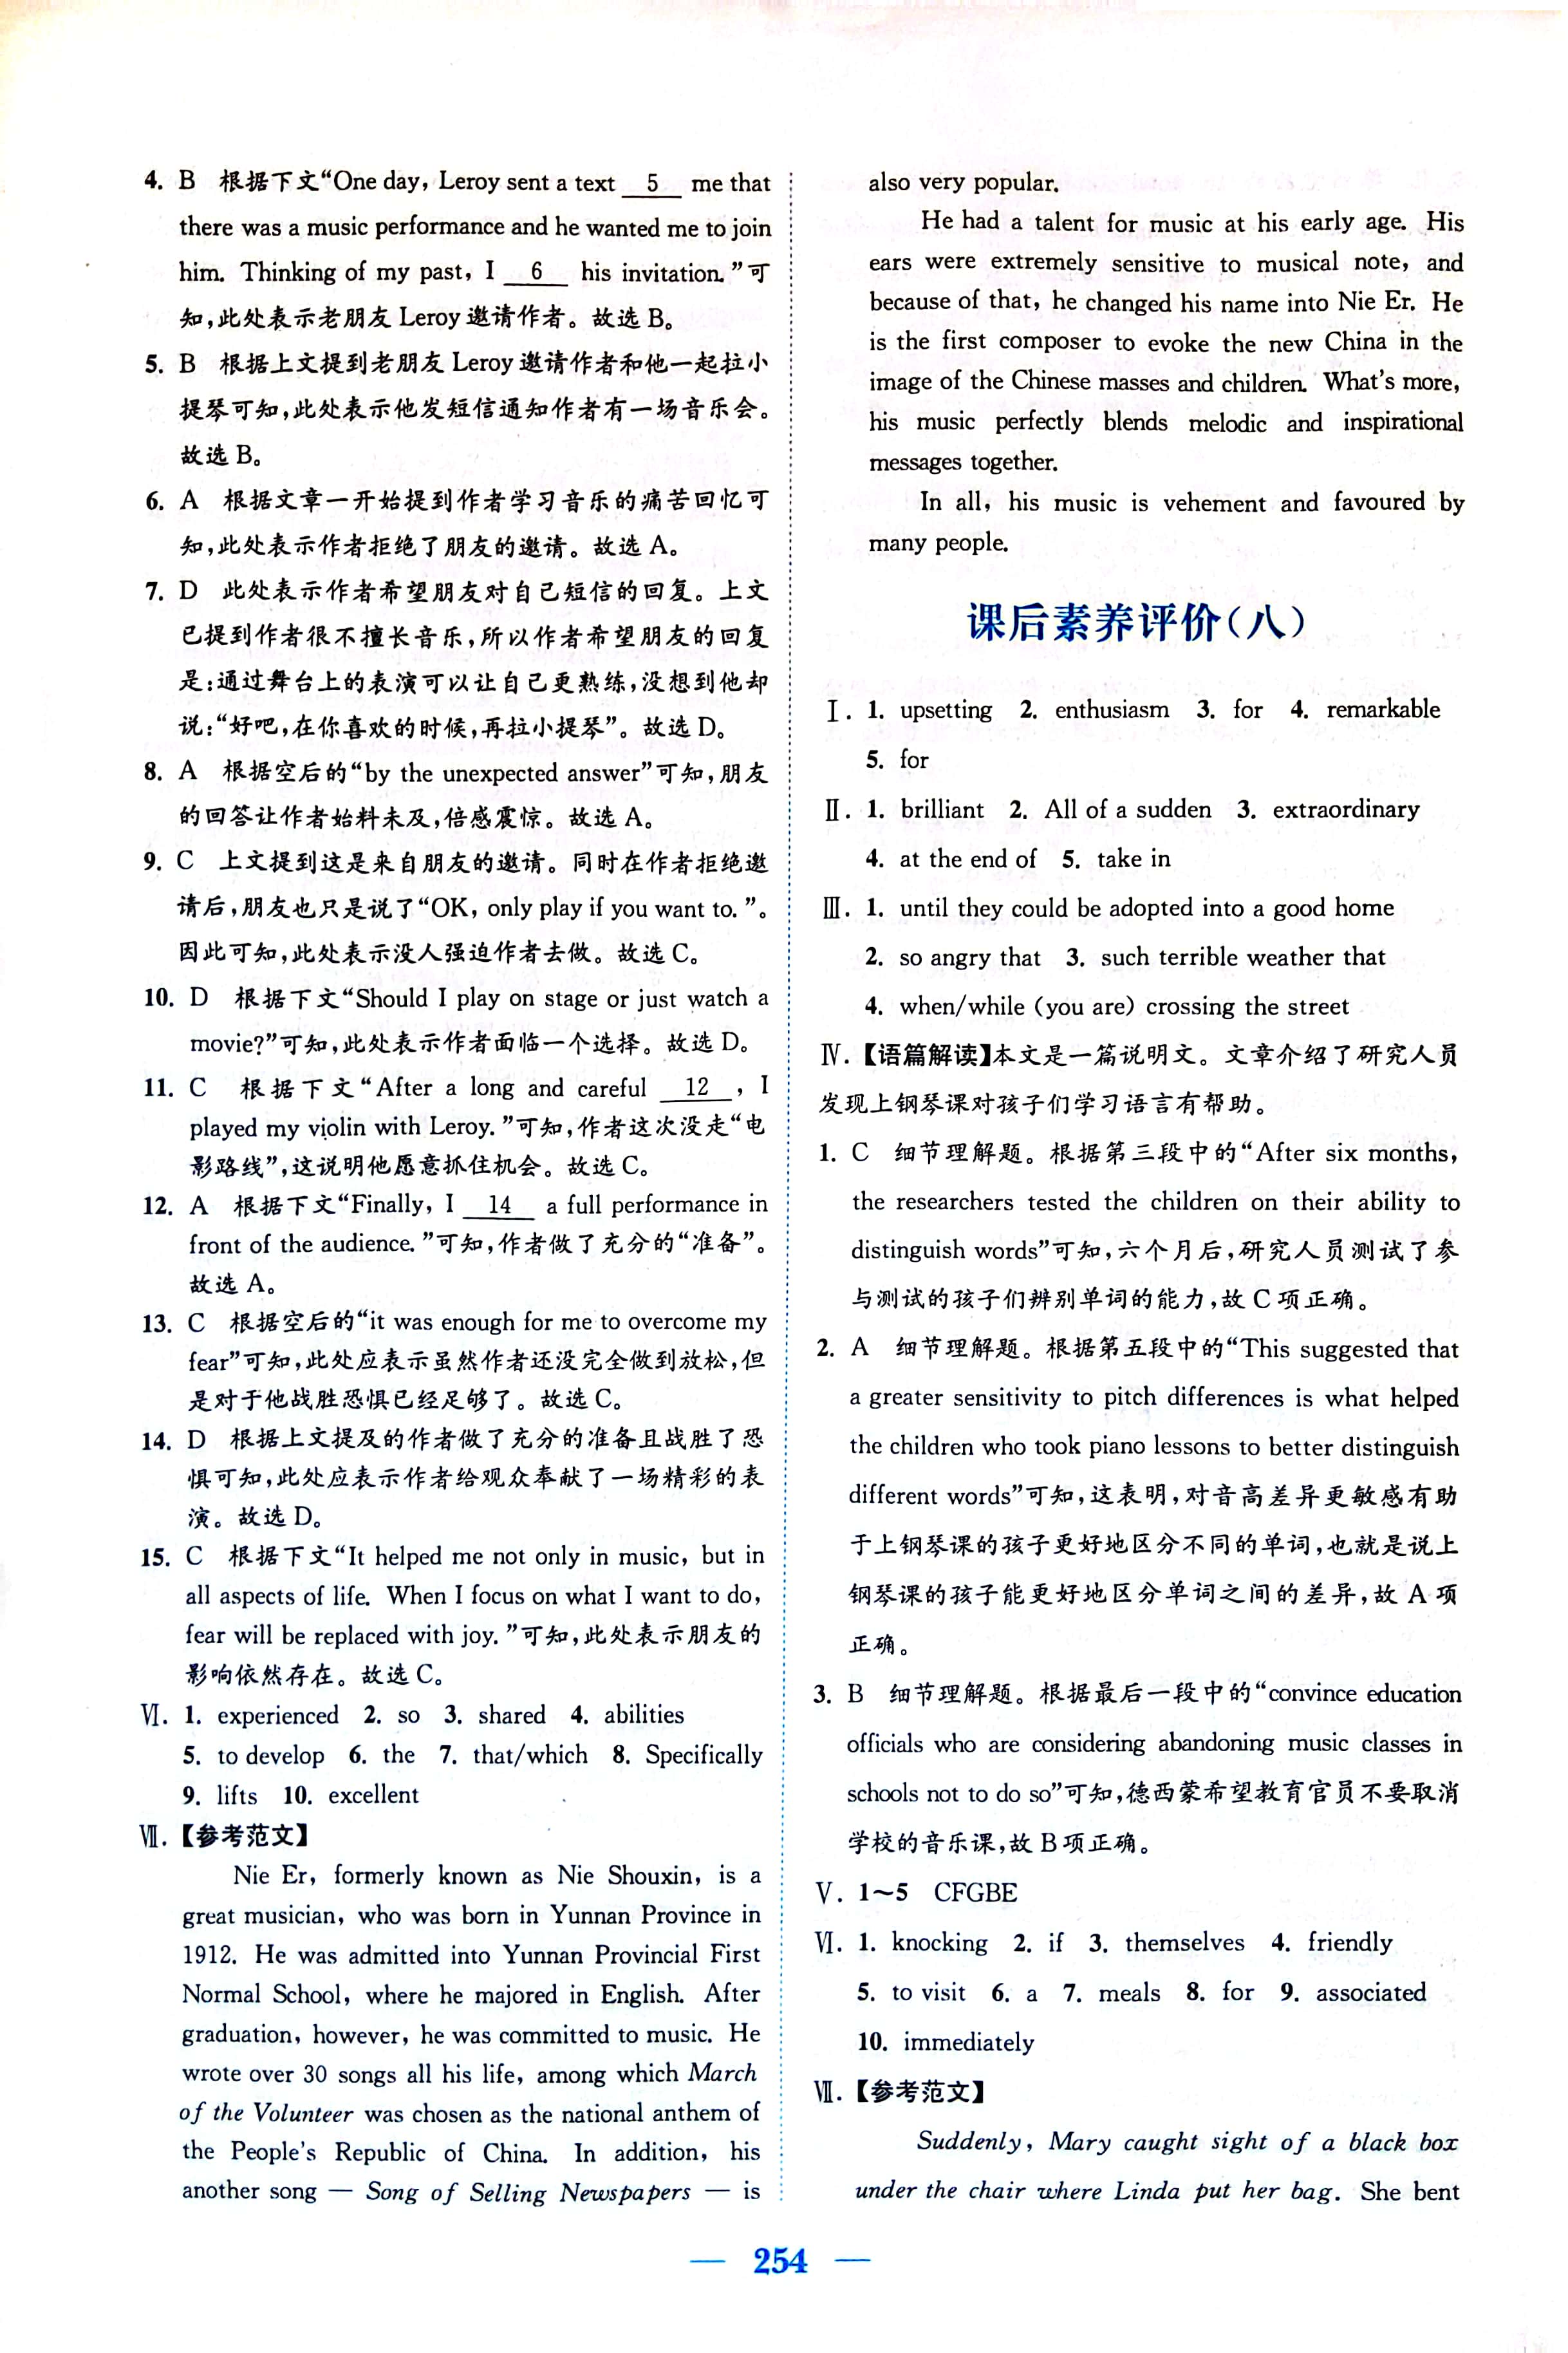 4. B 根据下文“One day, Leroy sent a text 5 me that
there was a music performance and he wanted me to join
him. Thinking of my past, I 6 his invitation.”可
知,此处表示老朋友 Leroy 邀请作者。故选 B。
5. B 根据上文提到老朋友 Leroy 邀请作者和他一起拉小
提琴可知,此处表示他发短信通知作者有一场音乐会。
故选 B。
6. A 根据文章一开始提到作者学习音乐的痛苦回忆可
知,此处表示作者拒绝了朋友的邀请。故选 A。
7. D 此处表示作者希望朋友对自己短信的回复。上文
已提到作者很不擅长音乐,所以作者希望朋友的回复
是:通过舞台上的表演可以让自己更熟练,没想到他却
说:“好吧,在你喜欢的时候,再拉小提琴”。故选 D。
8. A 根据空后的“by the unexpected answer”可知,朋友
的回答让作者始料未及,倍感震惊。故选 A。
9. C 上文提到这是来自朋友的邀请。同时在作者拒绝邀
请后,朋友也只是说了“OK, only play if you want to.”。
因此可知,此处表示没人强迫作者去做。故选 C。
10. D 根据下文“Should I play on stage or just watch a
movie?”可知,此处表示作者面临一个选择。故选 D。
11. C 根据下文“After a long and careful 12 , I
played my violin with Leroy.”可知,作者这次没走“电
影路线”,这说明他愿意抓住机会。故选 C。
12. A 根据下文“Finally, I 14 a full performance in
front of the audience.”可知,作者做了充分的“准备”。
故选 A。
13. C 根据空后的“it was enough for me to overcome my
fear”可知,此处应表示虽然作者还没完全做到放松,但
是对于他战胜恐惧已经足够了。故选 C。
14. D 根据上文提及的作者做了充分的准备且战胜了恐
惧可知,此处应表示作者给观众奉献了一场精彩的表
演。故选 D。
15. C 根据下文“It helped me not only in music, but in
all aspects of life. When I focus on what I want to do,
fear will be replaced with joy.”可知,此处表示朋友的
影响依然存在。故选 C。
Ⅵ. 1. experienced 2. so 3. shared 4. abilities
5. to develop 6. the 7. that/which 8. Specifically
9. lifts 10. excellent
Ⅶ.【参考范文】
Nie Er, formerly known as Nie Shouxin, is a
great musician, who was born in Yunnan Province in
1912. He was admitted into Yunnan Provincial First
Normal School, where he majored in English. After
graduation, however, he was committed to music. He
wrote over 30 songs all his life, among which March
of the Volunteer was chosen as the national anthem of
the People's Republic of China. In addition, his
another song — Song of Selling Newspapers — is
also very popular.
He had a talent for music at his early age. His
ears were extremely sensitive to musical note, and
because of that, he changed his name into Nie Er. He
is the first composer to evoke the new China in the
image of the Chinese masses and children. What's more,
his music perfectly blends melodic and inspirational
messages together.
In all, his music is vehement and favoured by
many people.
课后素养评价(八)
Ⅰ. 1. upsetting 2. enthusiasm 3. for 4. remarkable
5. for
Ⅱ. 1. brilliant 2. All of a sudden 3. extraordinary
4. at the end of 5. take in
Ⅲ. 1. until they could be adopted into a good home
2. so angry that 3. such terrible weather that
4. when/while (you are) crossing the street
Ⅳ.【语篇解读】本文是一篇说明文。文章介绍了研究人员
发现上钢琴课对孩子们学习语言有帮助。
1. C 细节理解题。根据第三段中的“After six months,
the researchers tested the children on their ability to
distinguish words”可知,六个月后,研究人员测试了参
与测试的孩子们辨别单词的能力,故 C 项正确。
2. A 细节理解题。根据第五段中的“This suggested that
a greater sensitivity to pitch differences is what helped
the children who took piano lessons to better distinguish
different words”可知,这表明,对音高差异更敏感有助
于上钢琴课的孩子更好地区分不同的单词,也就是说上
钢琴课的孩子能更好地区分单词之间的差异,故 A 项
正确。
3. B 细节理解题。根据最后一段中的“convince education
officials who are considering abandoning music classes in
schools not to do so”可知,德西蒙希望教育官员不要取消
学校的音乐课,故 B 项正确。
Ⅴ. 1~5 CFGBE
Ⅵ. 1. knocking 2. if 3. themselves 4. friendly
5. to visit 6. a 7. meals 8. for 9. associated
10. immediately
Ⅶ.【参考范文】
Suddenly, Mary caught sight of a black box
under the chair where Linda put her bag. She bent
— 254 —